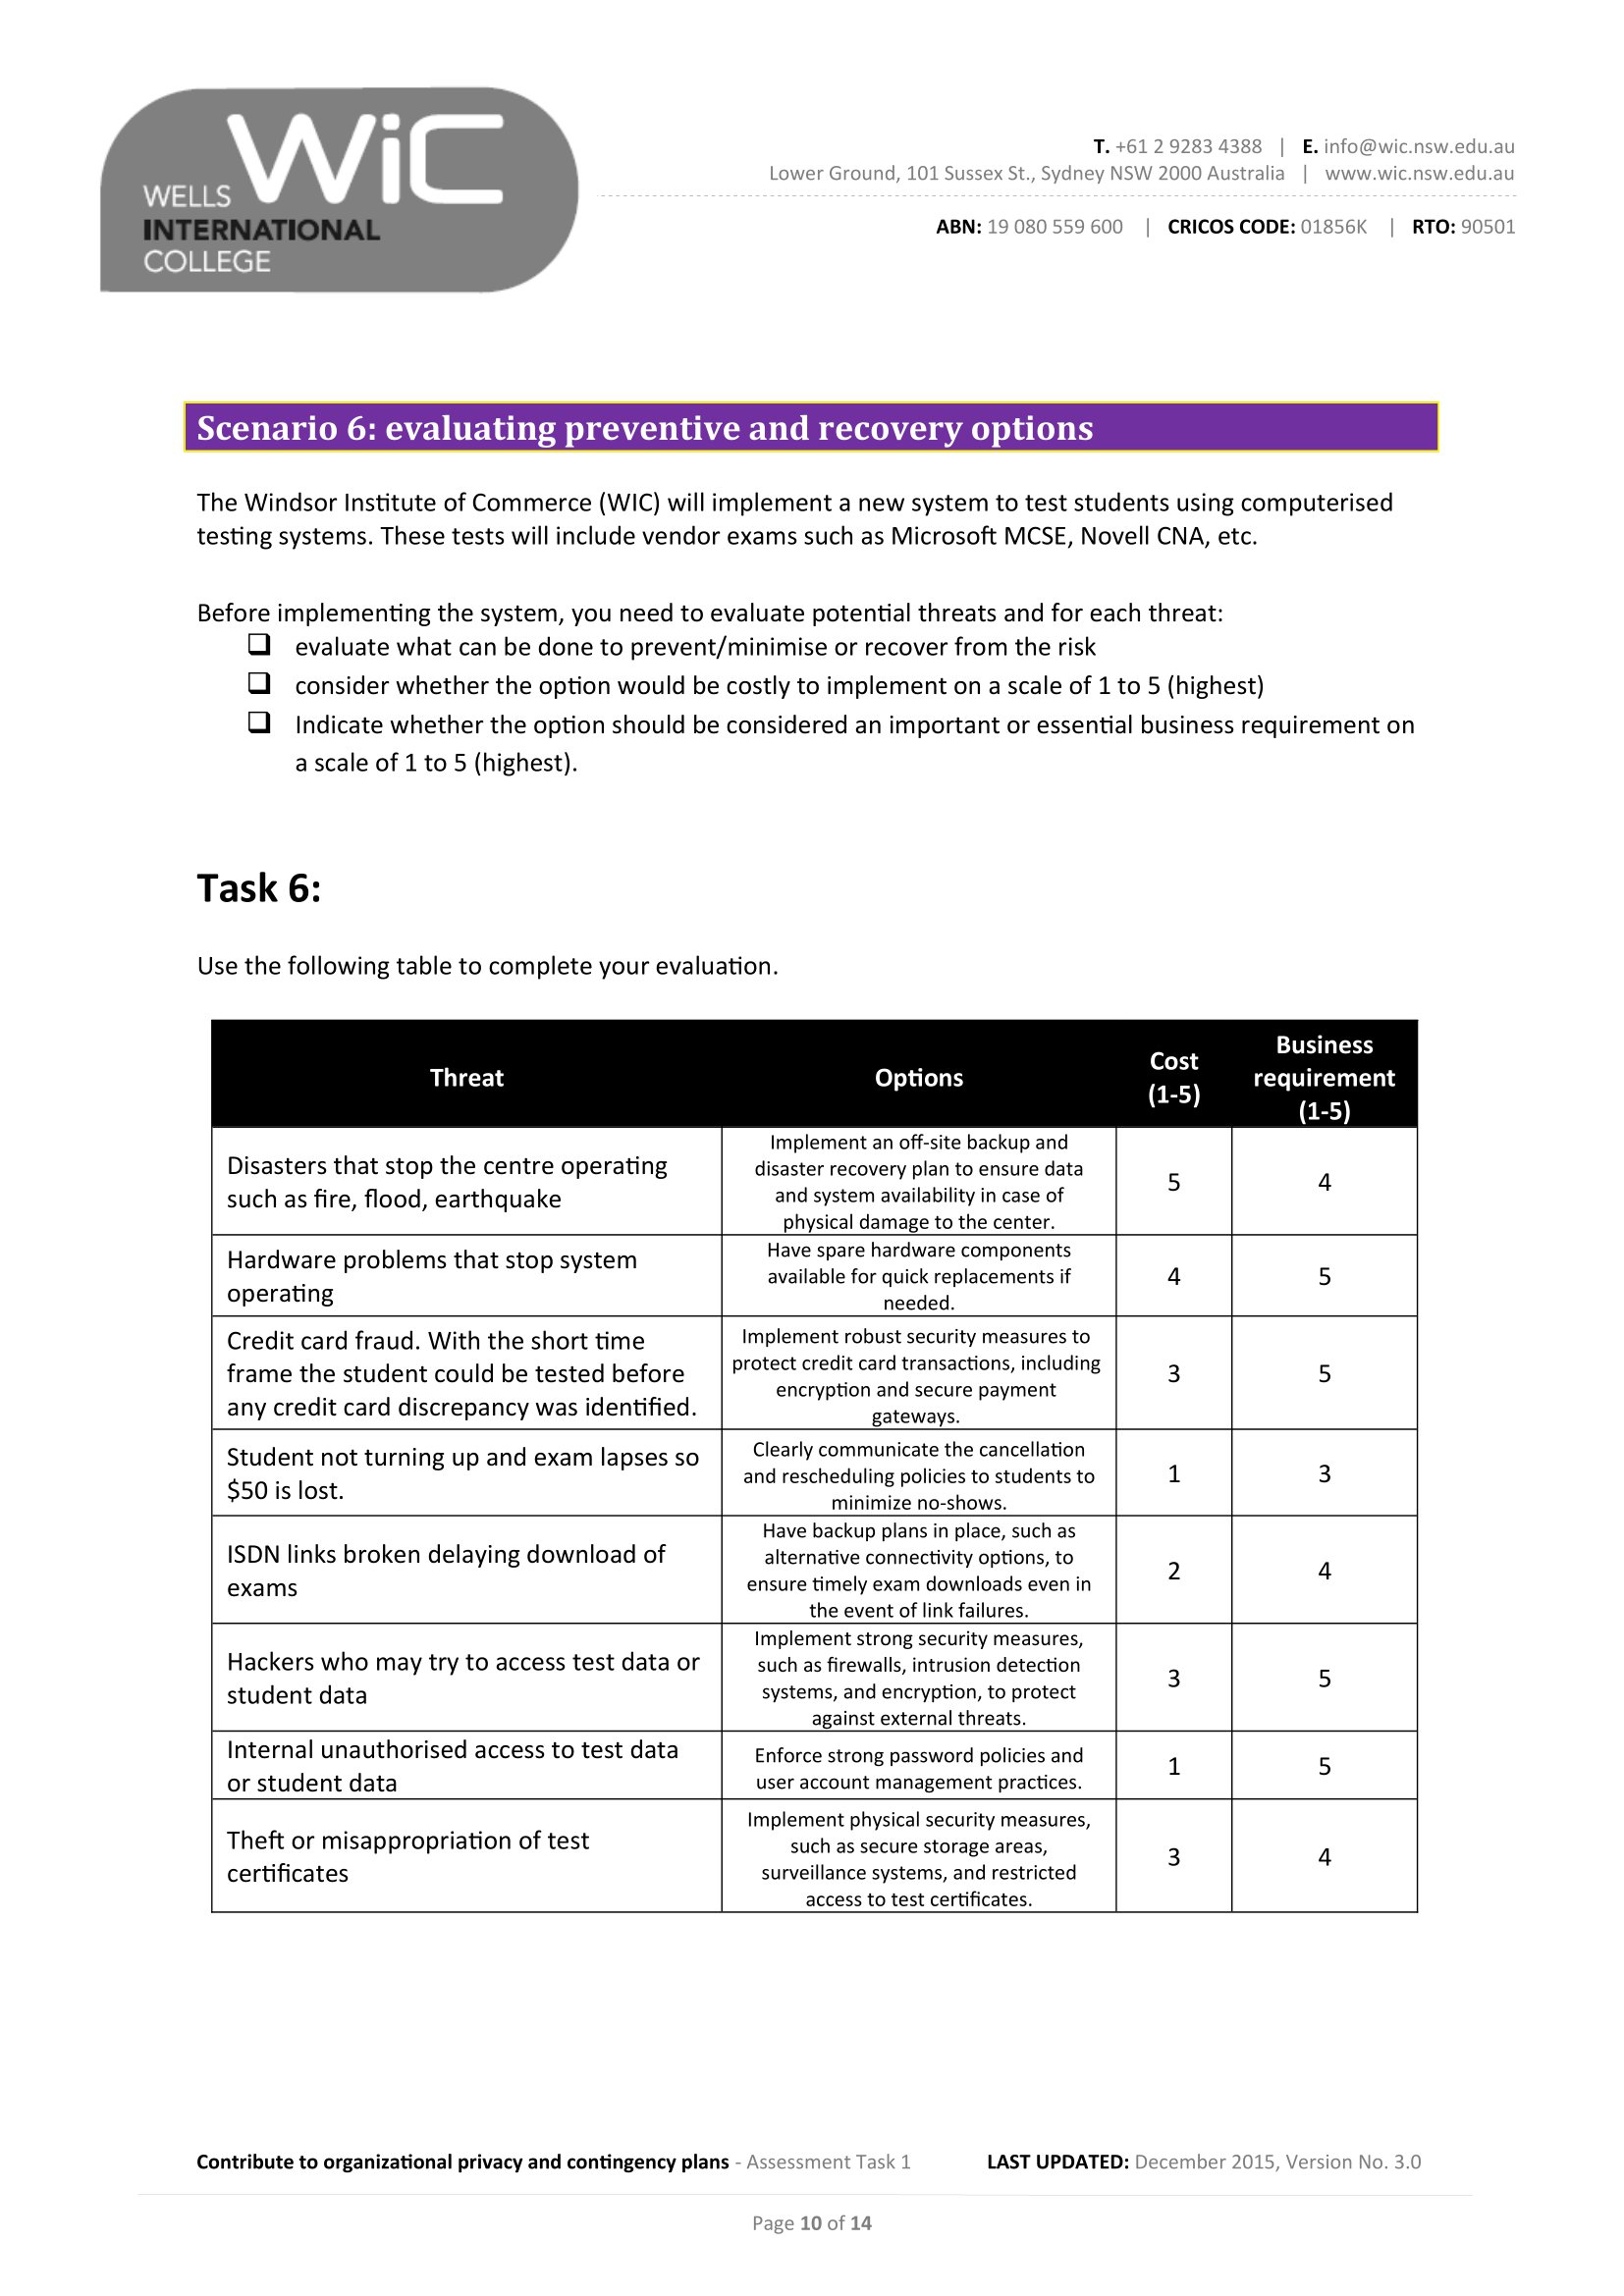 WiC
WELLS
INTERNATIONAL
COLLEGE
T. +61 2 9283 4388 | E. info@wic.nsw.edu.au
Lower Ground, 101 Sussex St., Sydney NSW 2000 Australia | www.wic.nsw.edu.au
ABN: 19 080 559 600 | CRICOS CODE: 01856K | RTO: 90501
Scenario 6: evaluating preventive and recovery options
The Windsor Institute of Commerce (WIC) will implement a new system to test students using computerised
testing systems. These tests will include vendor exams such as Microsoft MCSE, Novell CNA, etc.
Before implementing the system, you need to evaluate potential threats and for each threat:
❑ evaluate what can be done to prevent/minimise or recover from the risk
❑ consider whether the option would be costly to implement on a scale of 1 to 5 (highest)
❑ Indicate whether the option should be considered an important or essential business requirement on
a scale of 1 to 5 (highest).
Task 6:
Use the following table to complete your evaluation.
Threat
Options
Cost
(1-5)
Business
requirement
(1-5)
Disasters that stop the centre operating
such as fire, flood, earthquake
Implement an off-site backup and
disaster recovery plan to ensure data
and system availability in case of
physical damage to the center.
5
4
Hardware problems that stop system
operating
Have spare hardware components
available for quick replacements if
needed.
4
5
Credit card fraud. With the short time
frame the student could be tested before
any credit card discrepancy was identified.
Implement robust security measures to
protect credit card transactions, including
encryption and secure payment
gateways.
3
5
Student not turning up and exam lapses so
$50 is lost.
Clearly communicate the cancellation
and rescheduling policies to students to
minimize no-shows.
1
3
ISDN links broken delaying download of
exams
Have backup plans in place, such as
alternative connectivity options, to
ensure timely exam downloads even in
the event of link failures.
2
4
Hackers who may try to access test data or
student data
Implement strong security measures,
such as firewalls, intrusion detection
systems, and encryption, to protect
against external threats.
3
5
Internal unauthorised access to test data
or student data
Enforce strong password policies and
user account management practices.
1
5
Theft or misappropriation of test
certificates
Implement physical security measures,
such as secure storage areas,
surveillance systems, and restricted
access to test certificates.
3
4
Contribute to organizational privacy and contingency plans - Assessment Task 1 LAST UPDATED: December 2015, Version No. 3.0
Page 10 of 14